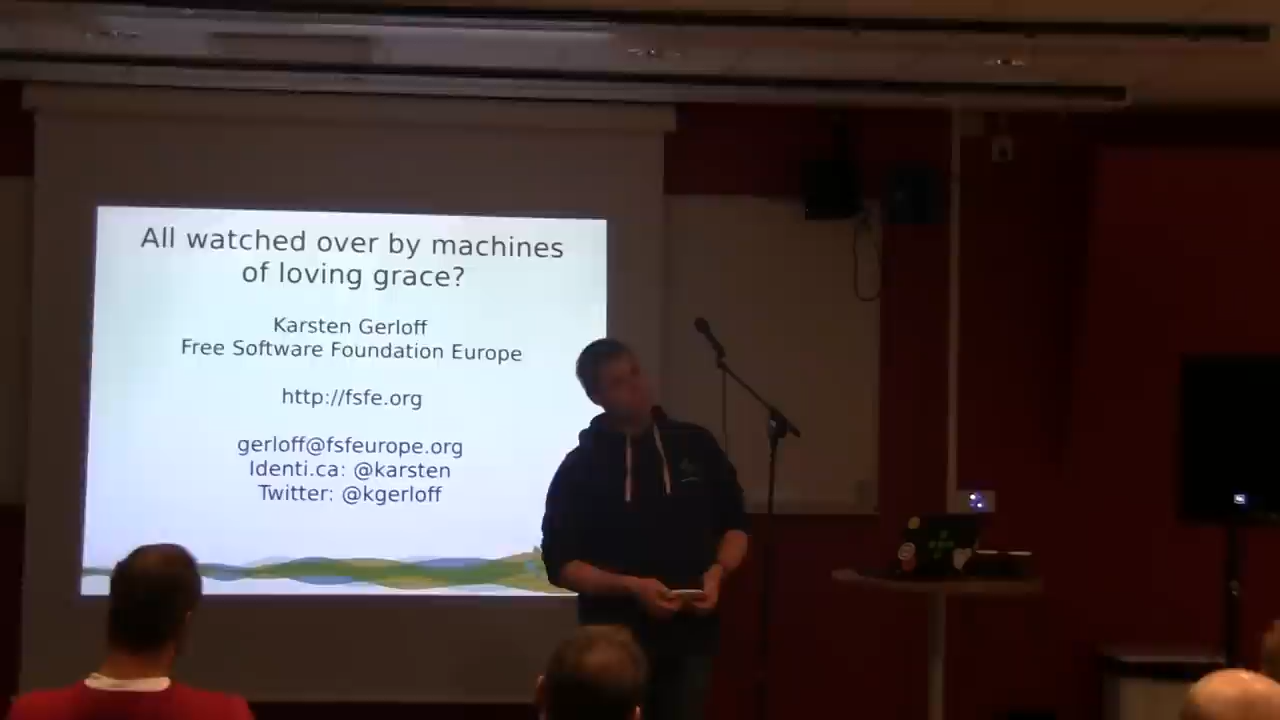 All watched over by machines
of loving grace?
Karsten Gerloff
Free Software Foundation Europe
http://fsfe.org
gerloff@fsfeurope.org
Identi.ca: @karsten
Twitter: @kgerloff